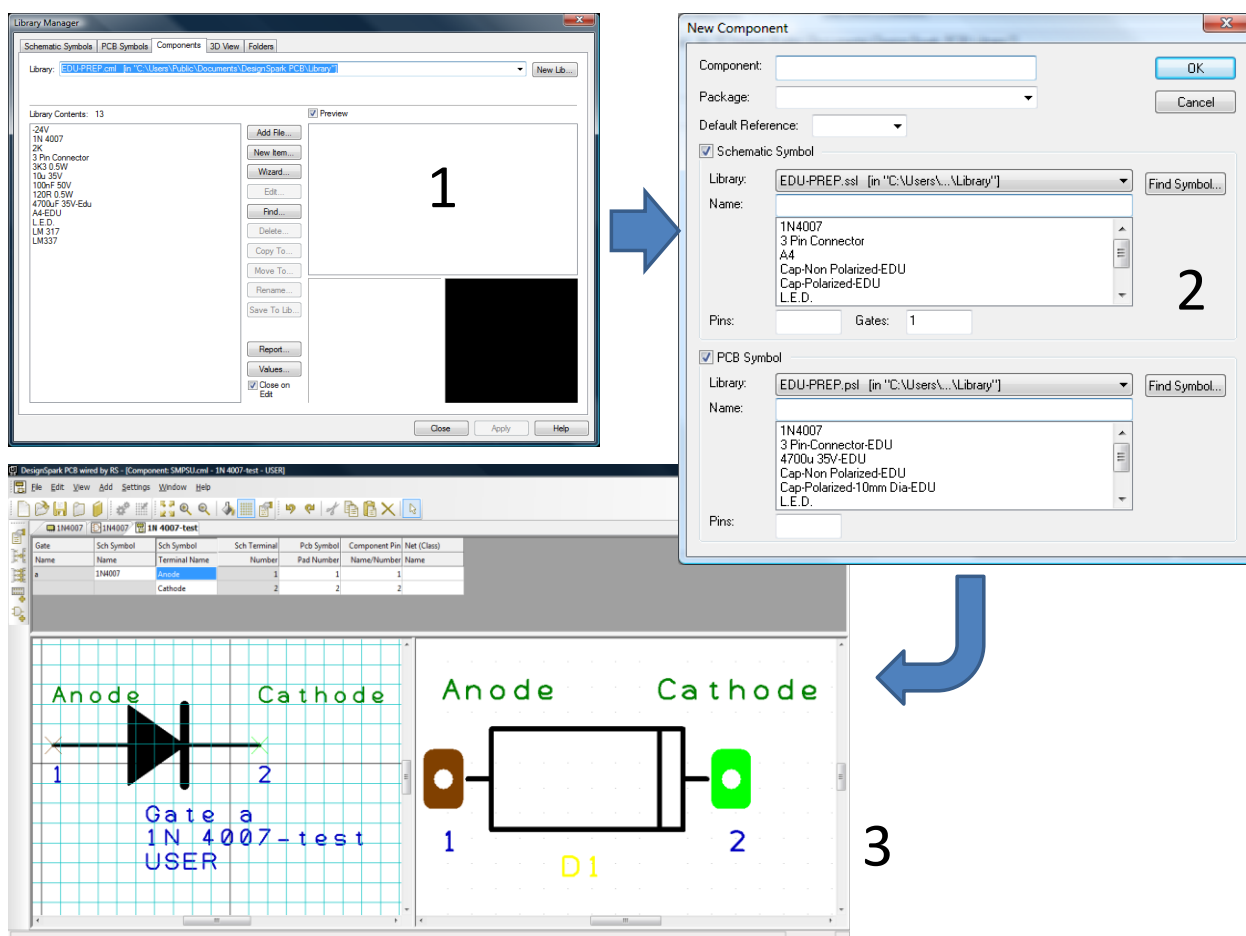 Library Manager
Schematic Symbols PCB Symbols Components 3D View Folders
Library: EDU-PREP.cml [in "C:\Users\Public\Documents\DesignSpark PCB\Library"] New Lib...
Library Contents: 13
Preview
-24V
1N 4007
2K
3 Pin Connector
3K3 0.5W
10u 35V
100nF 50V
120R 0.5W
4700uF 35V-Edu
A4-EDU
L.E.D.
LM 317
LM337
Add File...
New Item...
Wizard...
Edit...
Find...
Delete...
Copy To...
Move To...
Rename...
Save To Lib...
Report...
Values...
Close on
Edit
1
Close Apply Help
New Component
Component:
OK
Package:
Cancel
Default Reference:
Schematic Symbol
Library: EDU-PREP.ssl [in "C:\Users\...\Library"] Find Symbol...
Name:
1N4007
3 Pin Connector
A4
Cap-Non Polarized-EDU
Cap-Polarized-EDU
L.E.D.
2
Pins: Gates: 1
PCB Symbol
Library: EDU-PREP.psl [in "C:\Users\...\Library"] Find Symbol...
Name:
1N4007
3 Pin-Connector-EDU
4700u 35V-EDU
Cap-Non Polarized-EDU
Cap-Polarized-10mm Dia-EDU
L.E.D.
Pins:
DesignSpark PCB wired by RS - [Component: SMPSU.cml - 1N 4007-test - USER]
File Edit View Add Settings Window Help
1N4007 1N4007 1N 4007-test
Gate Sch Symbol Sch Symbol Sch Terminal Pcb Symbol Component Pin Net (Class)
Name Name Terminal Name Number Pad Number Name/Number Name
a 1N4007 Anode 1 1 1
Cathode 2 2 2
Anode Cathode
1 2
Gate a
1N 4007-test
USER
Anode Cathode
1 2
D1
3